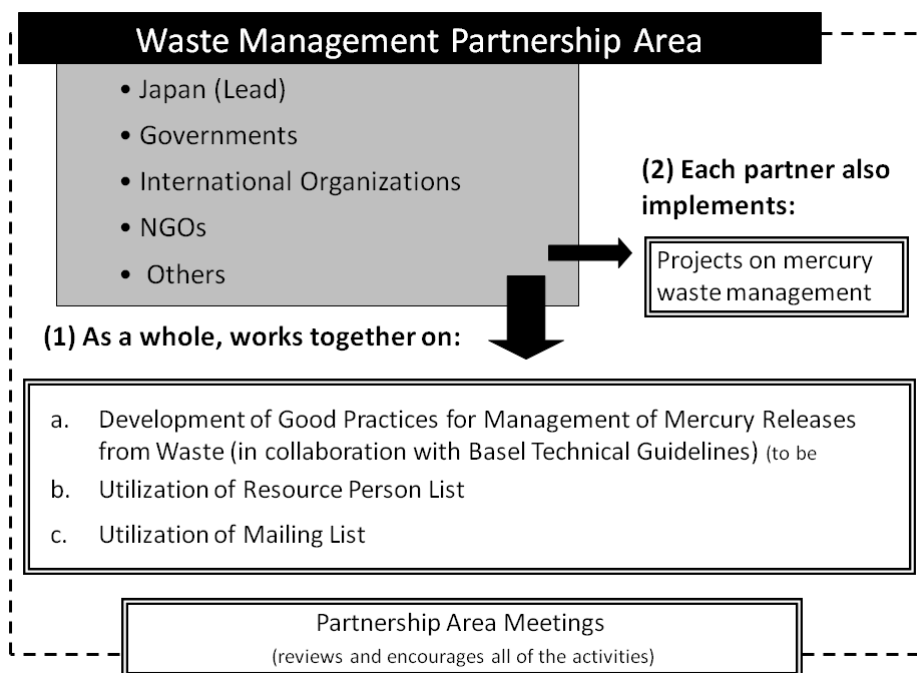 Waste Management Partnership Area
• Japan (Lead)
• Governments
• International Organizations
• NGOs
• Others
(2) Each partner also
implements:
Projects on mercury
waste management
(1) As a whole, works together on:
a. Development of Good Practices for Management of Mercury Releases
from Waste (in collaboration with Basel Technical Guidelines) (to be
b. Utilization of Resource Person List
c. Utilization of Mailing List
Partnership Area Meetings
(reviews and encourages all of the activities)